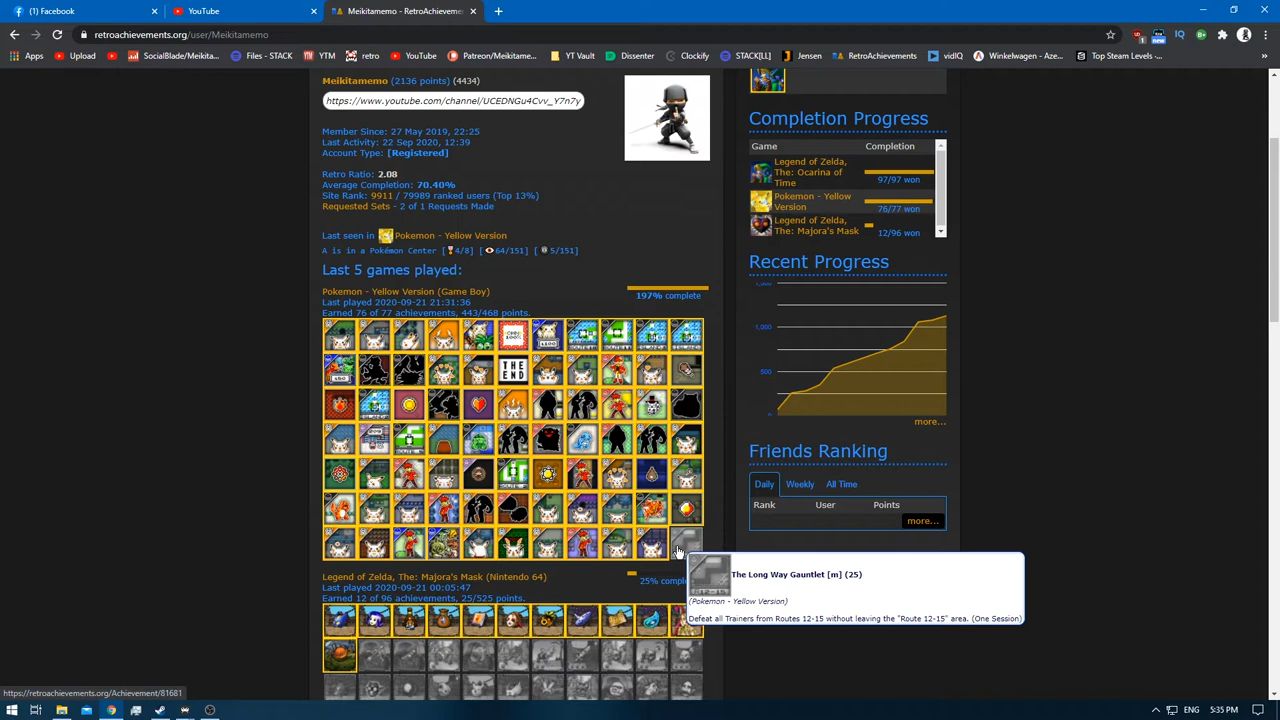 (1) Facebook
YouTube
Meikitamemo - RetroAchieveme
retroachievements.org/user/Meikitamemo
Apps
SocialBlade/Meikita...
Files - STACK
YTM
retro
YouTube
Patreon/Meikitame...
YT Vault
Dissenter
Clockify
STACK[LL]
Jensen
RetroAchievements
vidIQ
Winkelwagen - Aze...
Top Steam Levels -...
Meikitamemo (2136 points) (4434)
https://www.youtube.com/channel/UCEDNGu4Cvv_Y7n7y
Member Since: 27 May 2019, 22:25
Last Activity: 22 Sep 2020, 12:39
Account Type: [Registered]
Retro Ratio: 2.08
Average Completion: 70.40%
Site Rank: 9911 / 79989 ranked users (Top 13%)
Requested Sets - 2 of 1 Requests Made
Last seen in Pokemon - Yellow Version
A is in a Pokémon Center [ 4/8] [ 64/151] [ 5/151]
Last 5 games played:
Pokemon - Yellow Version (Game Boy)
Last played 2020-09-21 21:31:36
Earned 76 of 77 achievements, 443/468 points.
197% complete
THE
END
Legend of Zelda, The: Majora's Mask (Nintendo 64)
Last played 2020-09-21 00:05:47
Earned 12 of 96 achievements, 25/525 points.
25% comple
The Long Way Gauntlet [m] (25)
(Pokemon - Yellow Version)
Defeat all Trainers from Routes 12-15 without leaving the "Route 12-15" area. (One Session)
Completion Progress
Game Completion
Legend of Zelda,
The: Ocarina of
Time
97/97 won
Pokemon - Yellow
Version
76/77 won
Legend of Zelda,
The: Majora's Mask
12/96 won
Recent Progress
1,000
500
0
more...
Friends Ranking
Daily Weekly All Time
Rank User Points
more...
https://retroachievements.org/Achievement/81681
ENG
5:35 PM